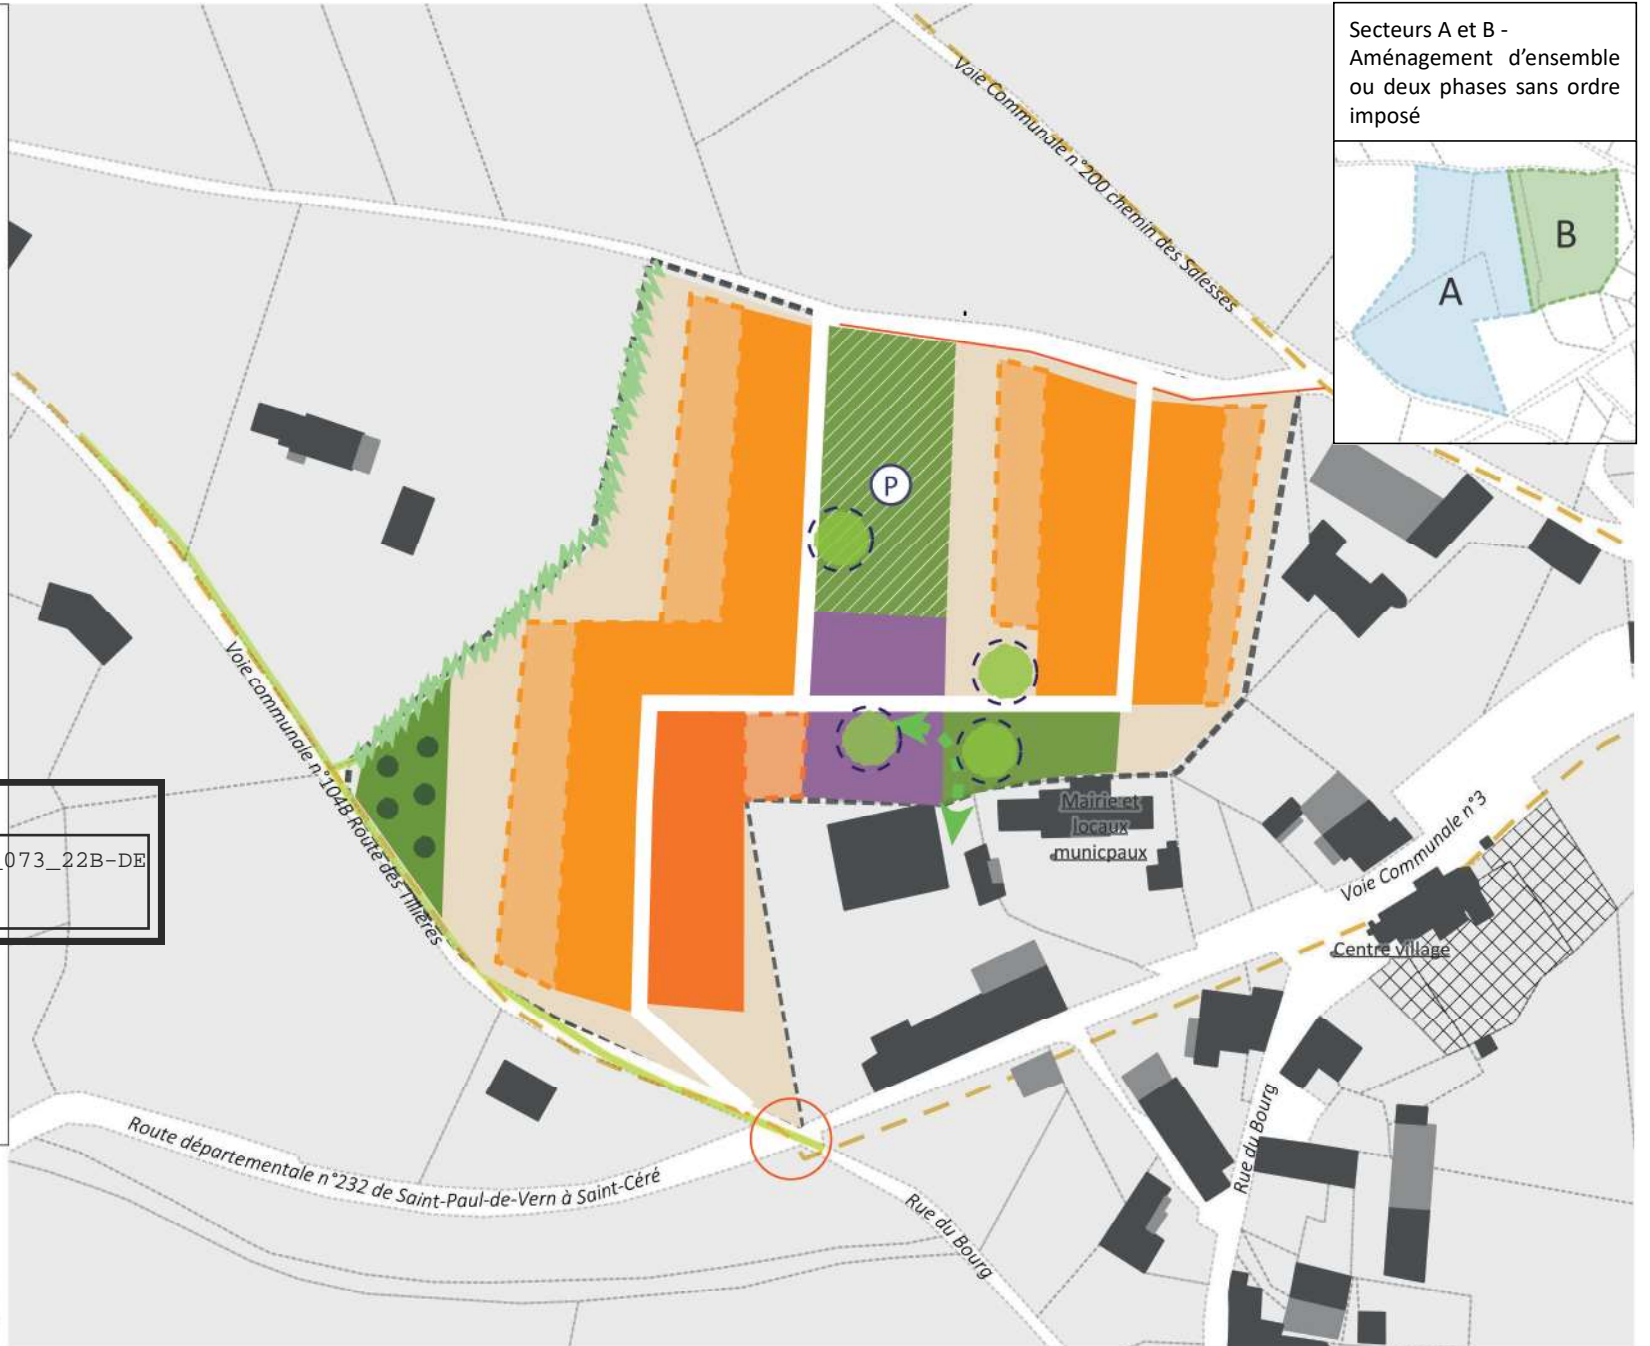 Secteurs A et B -
Aménagement d'ensemble
ou deux phases sans ordre
imposé
A
B
Voie Communale n°200 chemin des Salesses
P
Voie communale n°104B Route des Tillières
_073_22B-DE
Mairie et
locaux
municpaux
Voie Communale n°3
Centre village
Route départementale n°232 de Saint-Paul-de-Vern à Saint-Céré
Rue du Bourg
Rue du Bourg